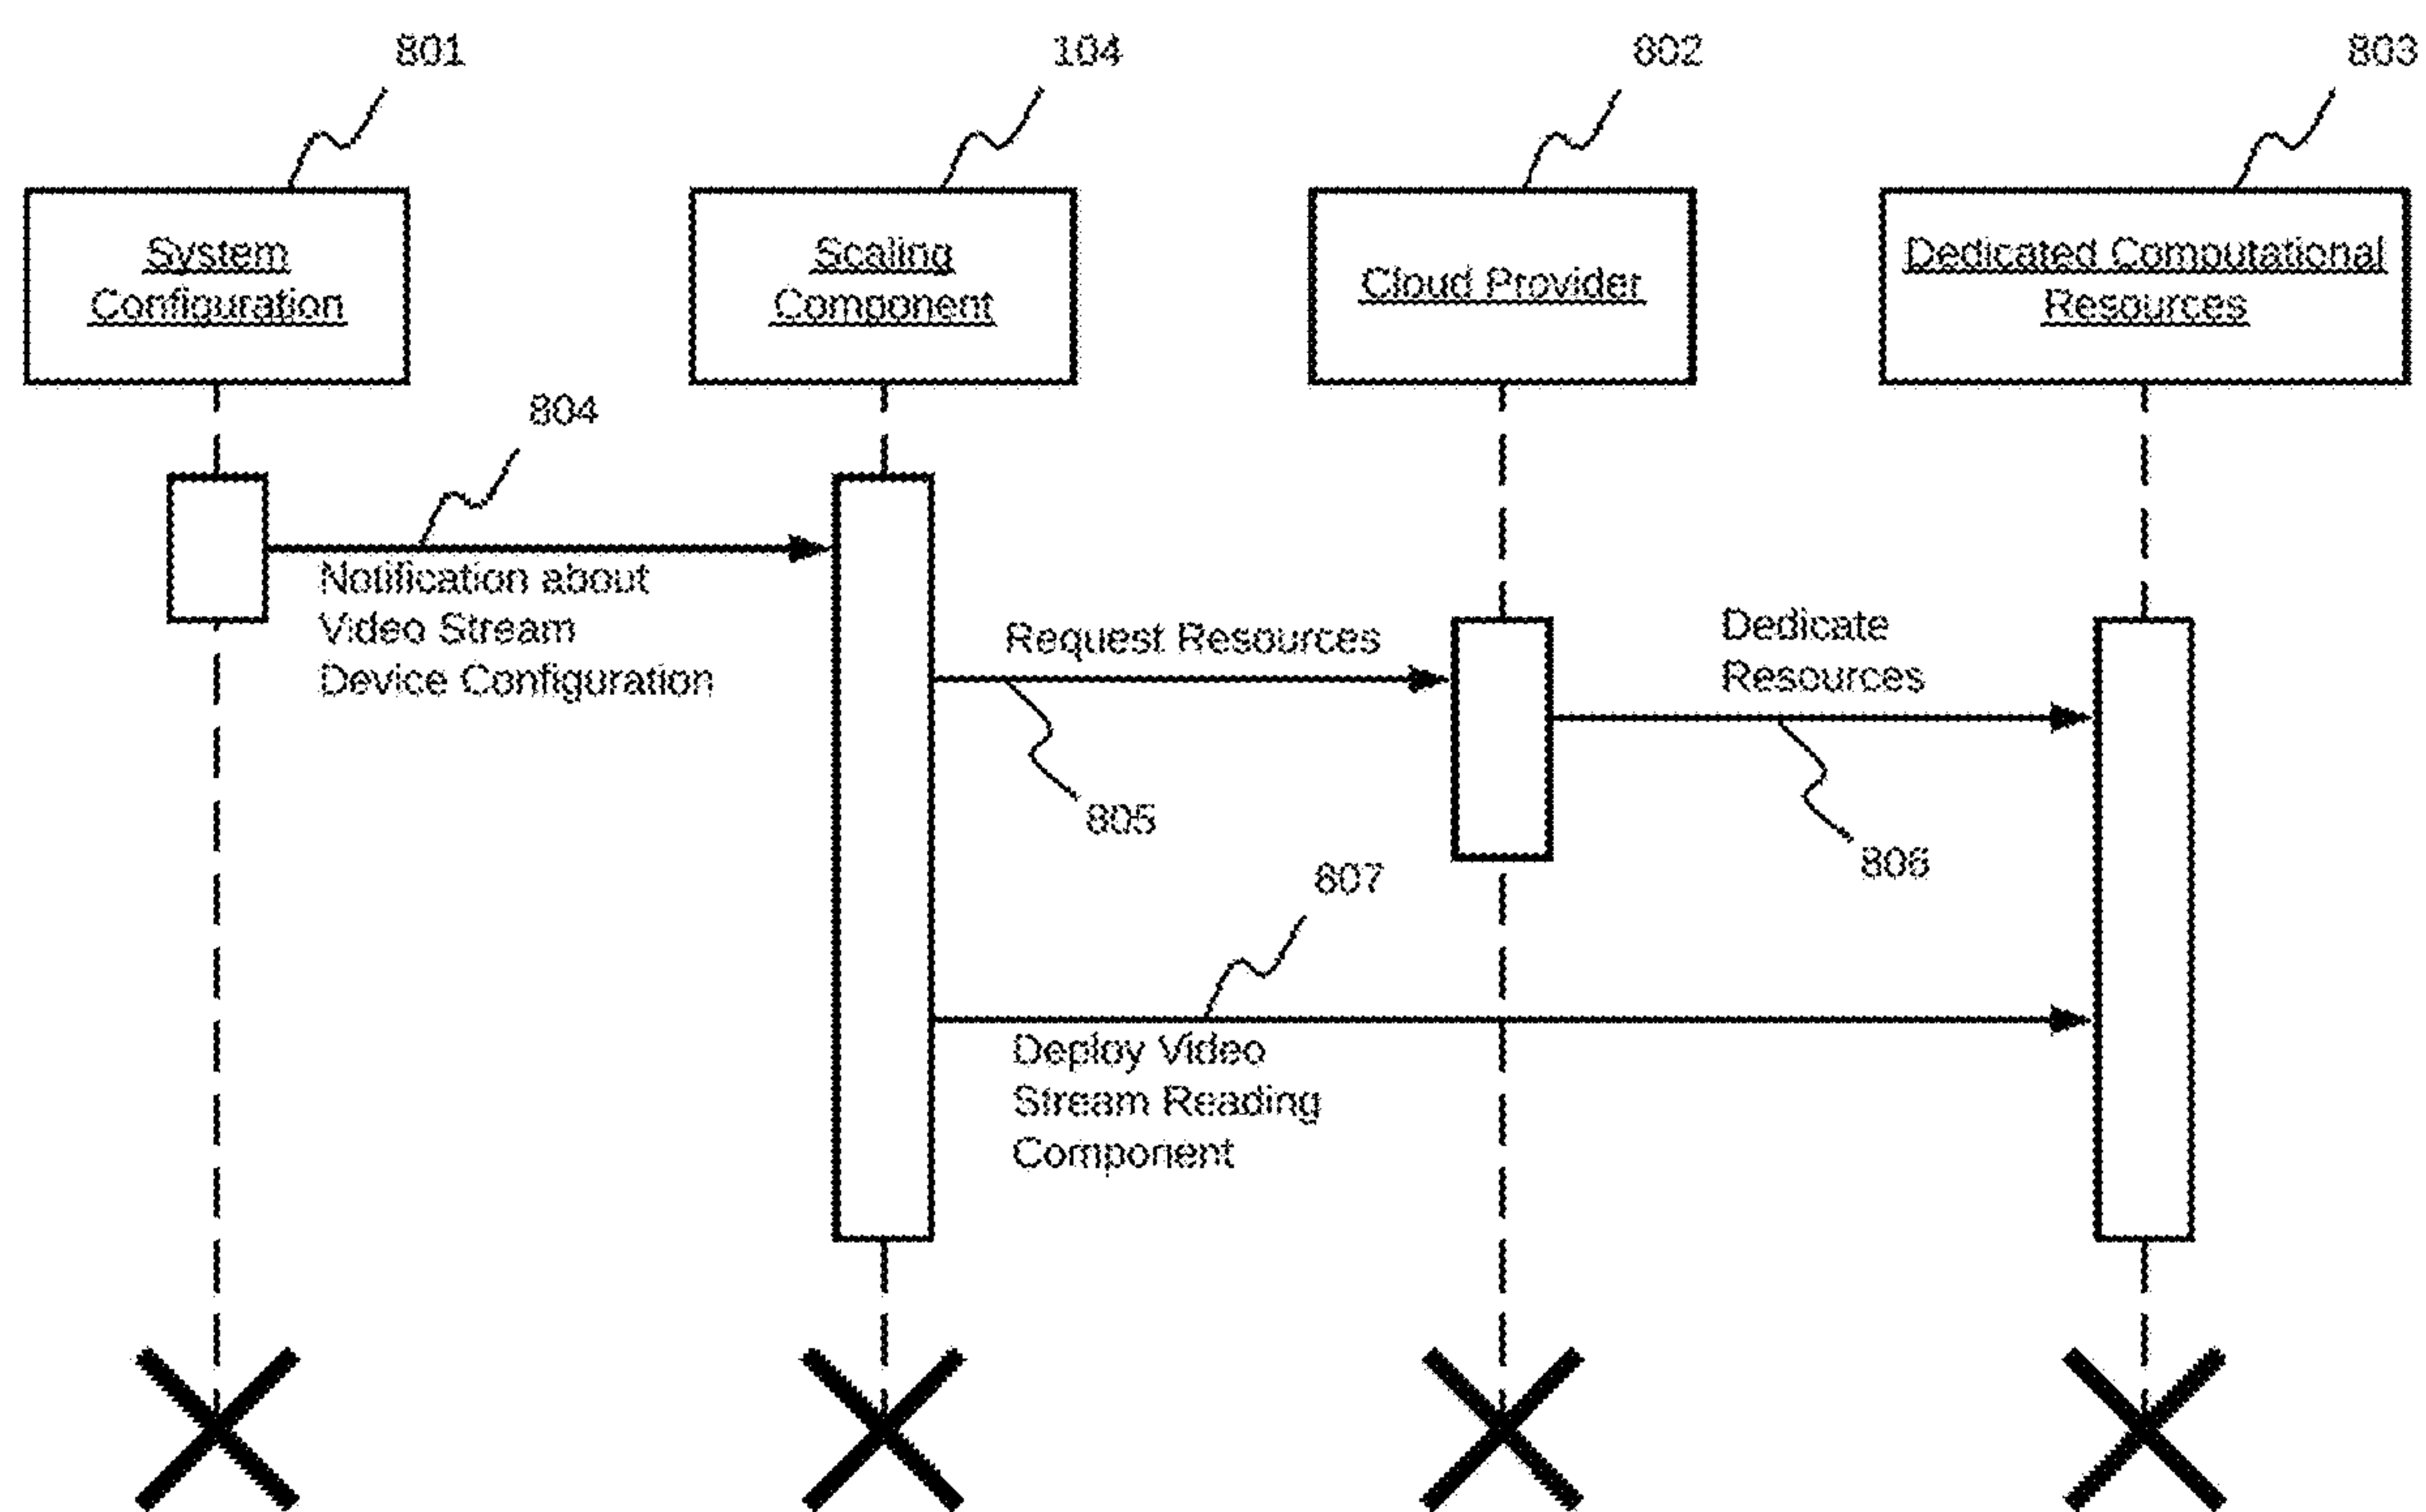 801
104
802
803
System
Configuration
Scaling
Component
Cloud Provider
Dedicated Computational
Resources
804
Notification about
Video Stream
Device Configuration
Request Resources
Dedicate
Resources
805
806
807
Deploy Video
Stream Reading
Component